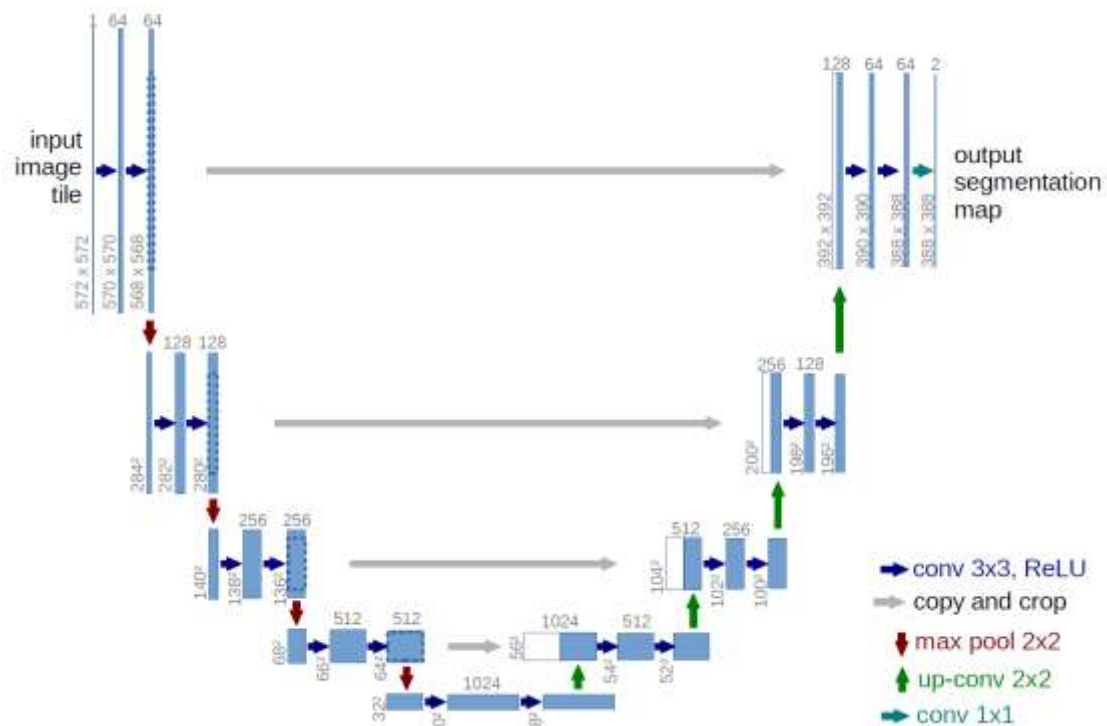 1 64 64
128 64 64 2
input
image
tile
output
segmentation
map
572 x 572
570 x 570
568 x 568
392 x 392
390 x 390
388 x 388
388 x 388
128 128
256 128
284²
282²
280²
200²
198²
196²
256 256
512 256
140²
138²
136²
104²
102²
100²
conv 3x3, ReLU
copy and crop
max pool 2x2
up-conv 2x2
conv 1x1
512 512
1024 512
68²
66²
64²
56²
54²
52²
1024
32²